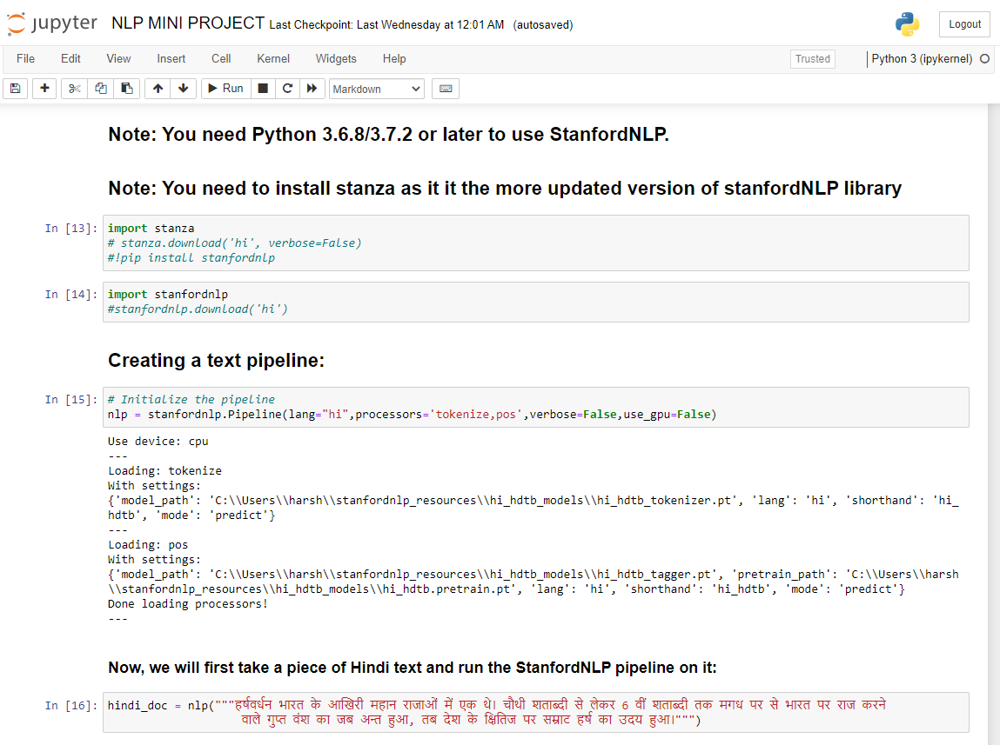 jupyter NLP MINI PROJECT Last Checkpoint: Last Wednesday at 12:01 AM (autosaved) Logout
File Edit View Insert Cell Kernel Widgets Help Trusted Python 3 (ipykernel)
Run Markdown
Note: You need Python 3.6.8/3.7.2 or later to use StanfordNLP.
Note: You need to install stanza as it it the more updated version of stanfordNLP library
In [13]: import stanza
# stanza.download('hi', verbose=False)
#!pip install stanfordnlp
In [14]: import stanfordnlp
#stanfordnlp.download('hi')
Creating a text pipeline:
In [15]: # Initialize the pipeline
nlp = stanfordnlp.Pipeline(lang="hi",processors='tokenize,pos',verbose=False,use_gpu=False)
Use device: cpu
---
Loading: tokenize
With settings:
{'model_path': 'C:\\Users\\harsh\\stanfordnlp_resources\\hi_hdtb_models\\hi_hdtb_tokenizer.pt', 'lang': 'hi', 'shorthand': 'hi_
hdtb', 'mode': 'predict'}
---
Loading: pos
With settings:
{'model_path': 'C:\\Users\\harsh\\stanfordnlp_resources\\hi_hdtb_models\\hi_hdtb_tagger.pt', 'pretrain_path': 'C:\\Users\\harsh
\\stanfordnlp_resources\\hi_hdtb_models\\hi_hdtb.pretrain.pt', 'lang': 'hi', 'shorthand': 'hi_hdtb', 'mode': 'predict'}
Done loading processors!
---
Now, we will first take a piece of Hindi text and run the StanfordNLP pipeline on it:
In [16]: hindi_doc = nlp("""हर्षवर्धन भारत के आखिरी महान राजाओं में एक थे। चौथी शताब्दी से लेकर 6 वीं शताब्दी तक मगध पर से भारत पर राज करने
वाले गुप्त वंश का जब अन्त हुआ, तब देश के क्षितिज पर सम्राट हर्ष का उदय हुआ।""")